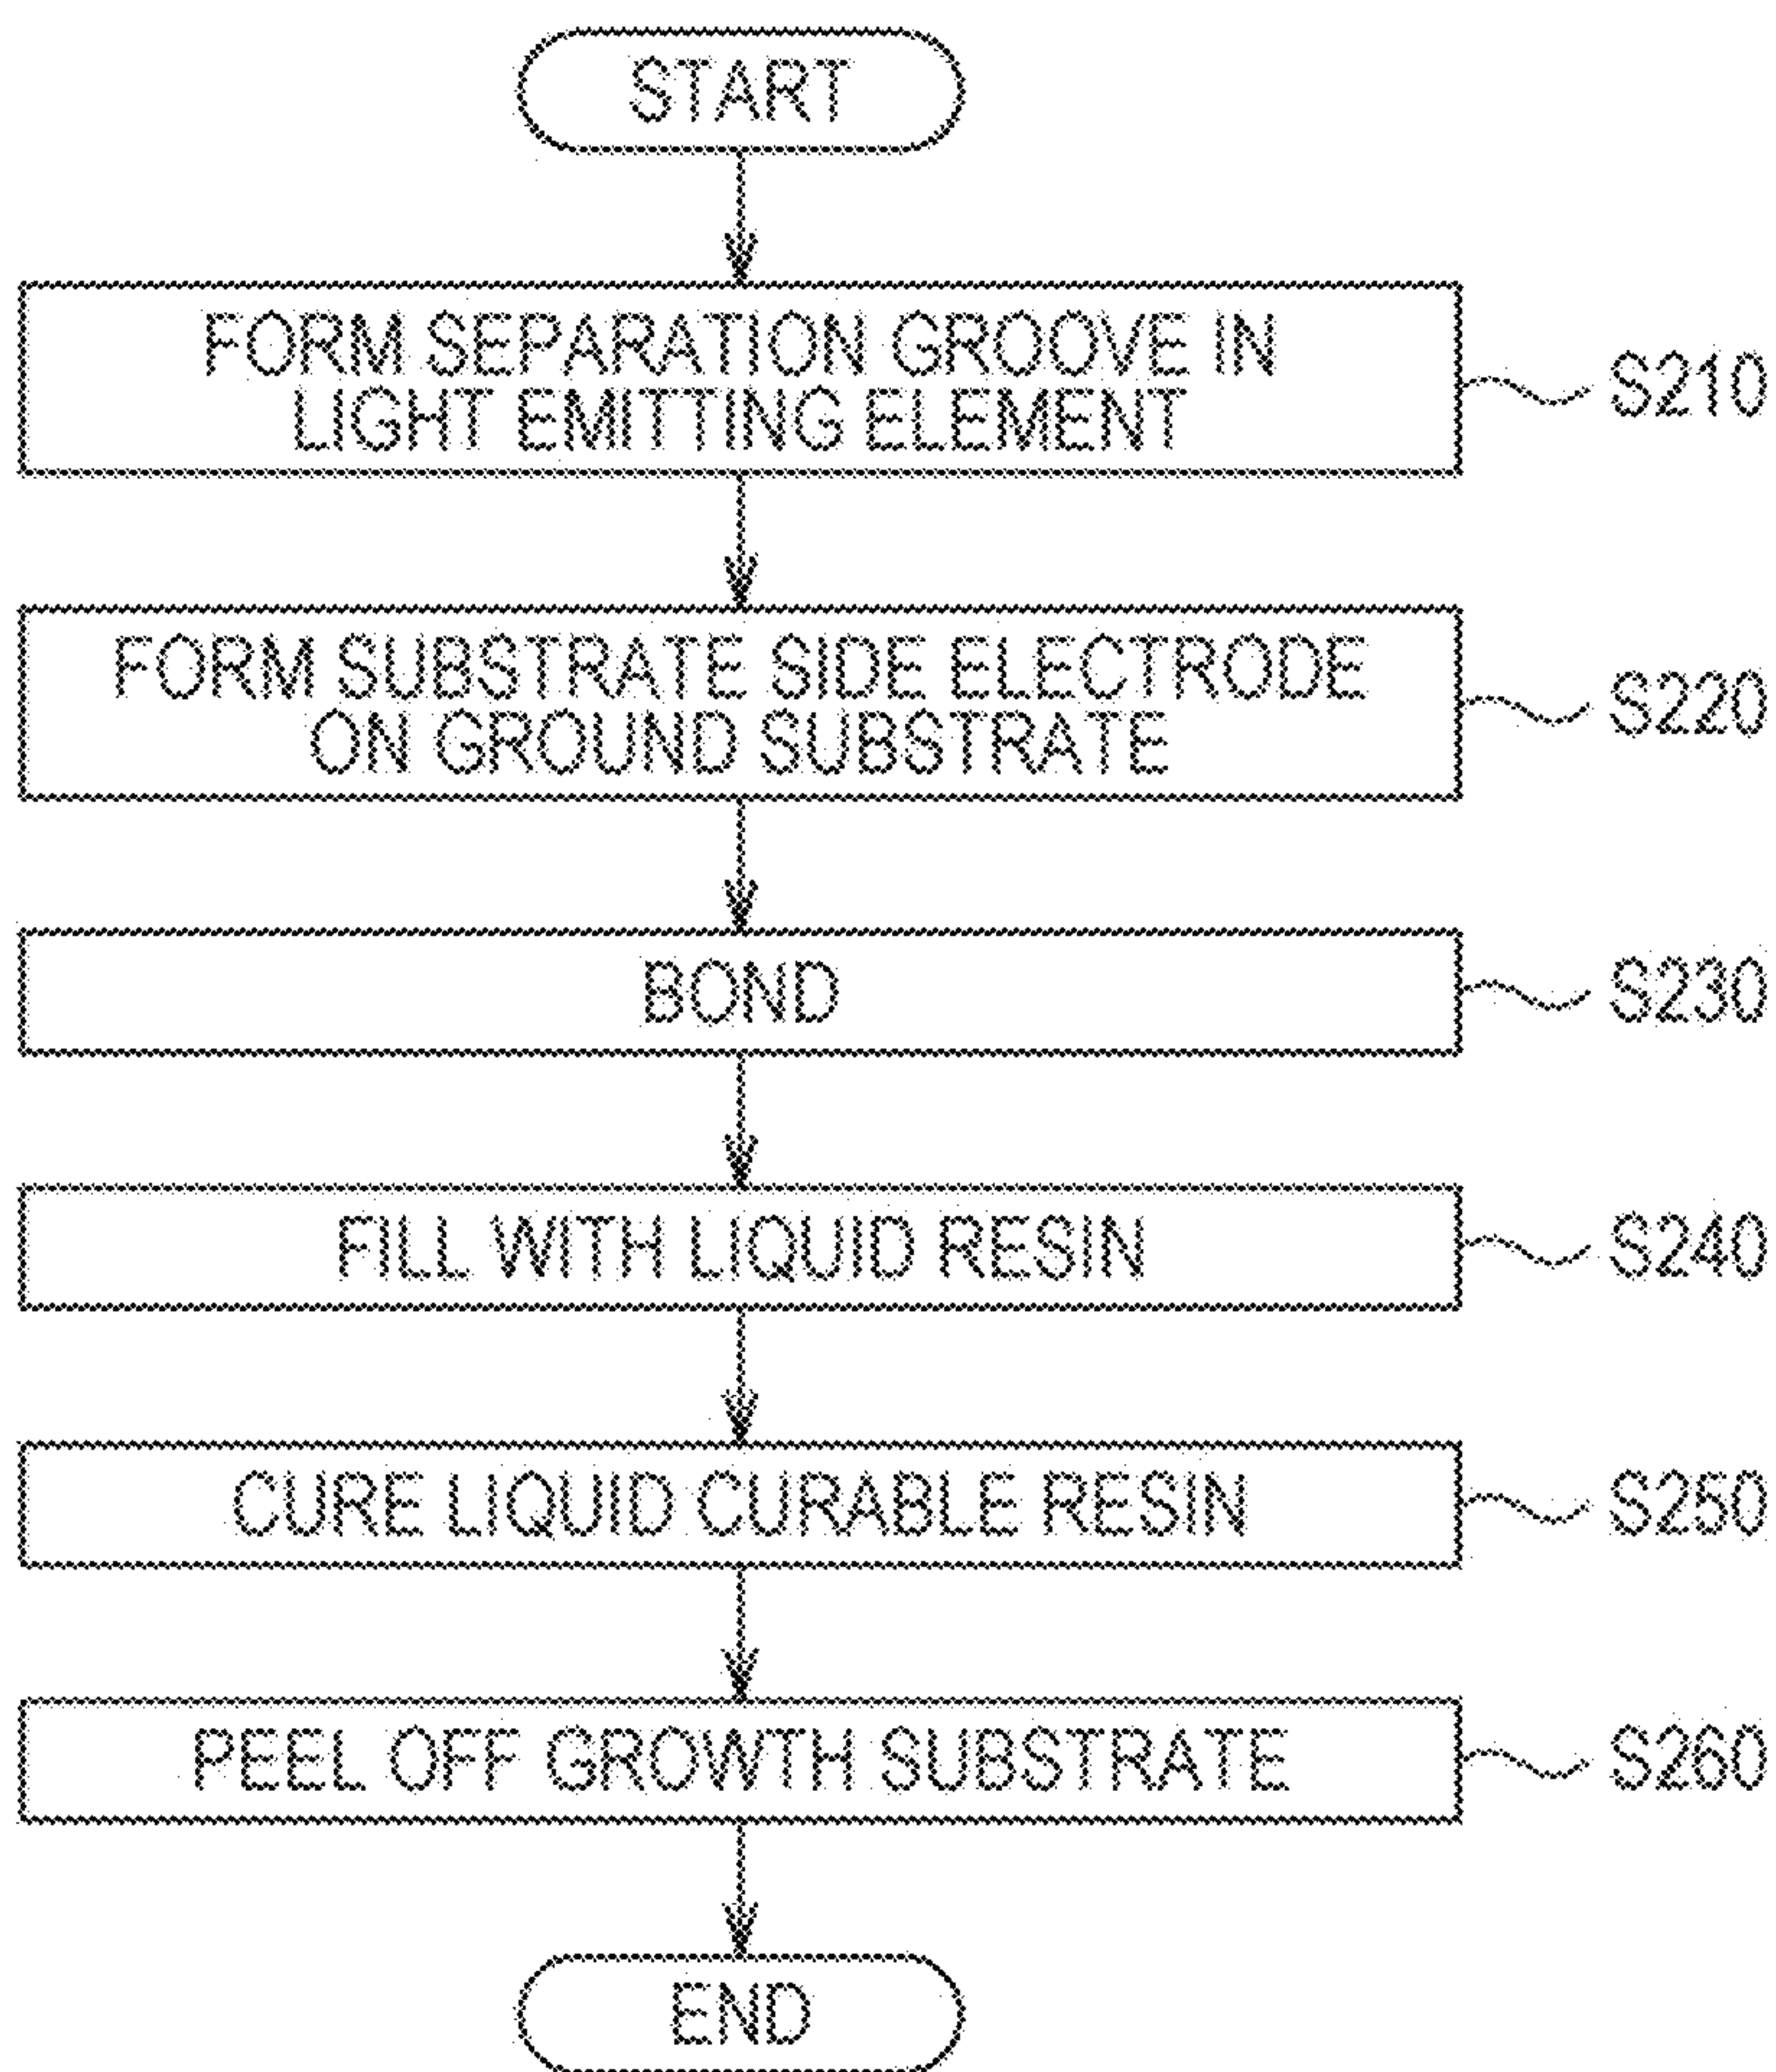 START
FORM SEPARATION GROOVE IN
LIGHT EMITTING ELEMENT
S210
FORM SUBSTRATE SIDE ELECTRODE
ON GROUND SUBSTRATE
S220
BOND
S230
FILL WITH LIQUID RESIN
S240
CURE LIQUID CURABLE RESIN
S250
PEEL OFF GROWTH SUBSTRATE
S260
END